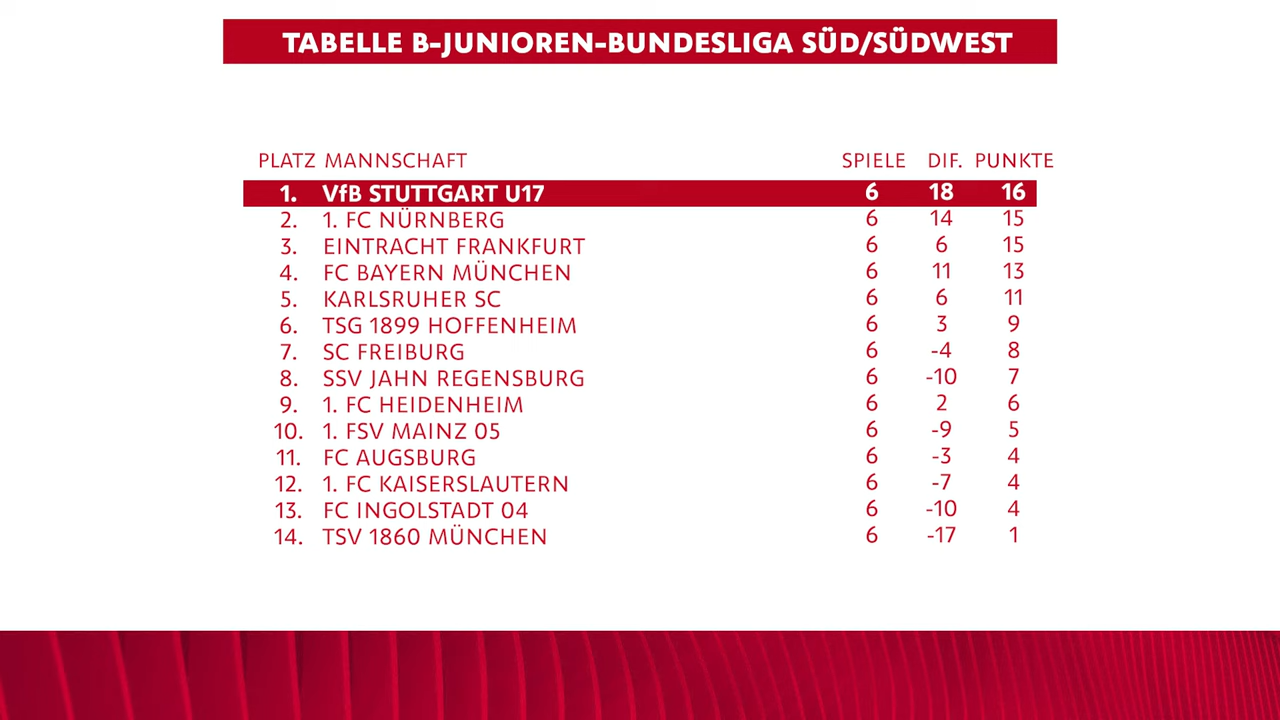 TABELLE B-JUNIOREN-BUNDESLIGA SÜD/SÜDWEST
PLATZ MANNSCHAFT SPIELE DIF. PUNKTE
1. VfB STUTTGART U17 6 18 16
2. 1. FC NÜRNBERG 6 14 15
3. EINTRACHT FRANKFURT 6 6 15
4. FC BAYERN MÜNCHEN 6 11 13
5. KARLSRUHER SC 6 6 11
6. TSG 1899 HOFFENHEIM 6 3 9
7. SC FREIBURG 6 -4 8
8. SSV JAHN REGENSBURG 6 -10 7
9. 1. FC HEIDENHEIM 6 2 6
10. 1. FSV MAINZ 05 6 -9 5
11. FC AUGSBURG 6 -3 4
12. 1. FC KAISERSLAUTERN 6 -7 4
13. FC INGOLSTADT 04 6 -10 4
14. TSV 1860 MÜNCHEN 6 -17 1